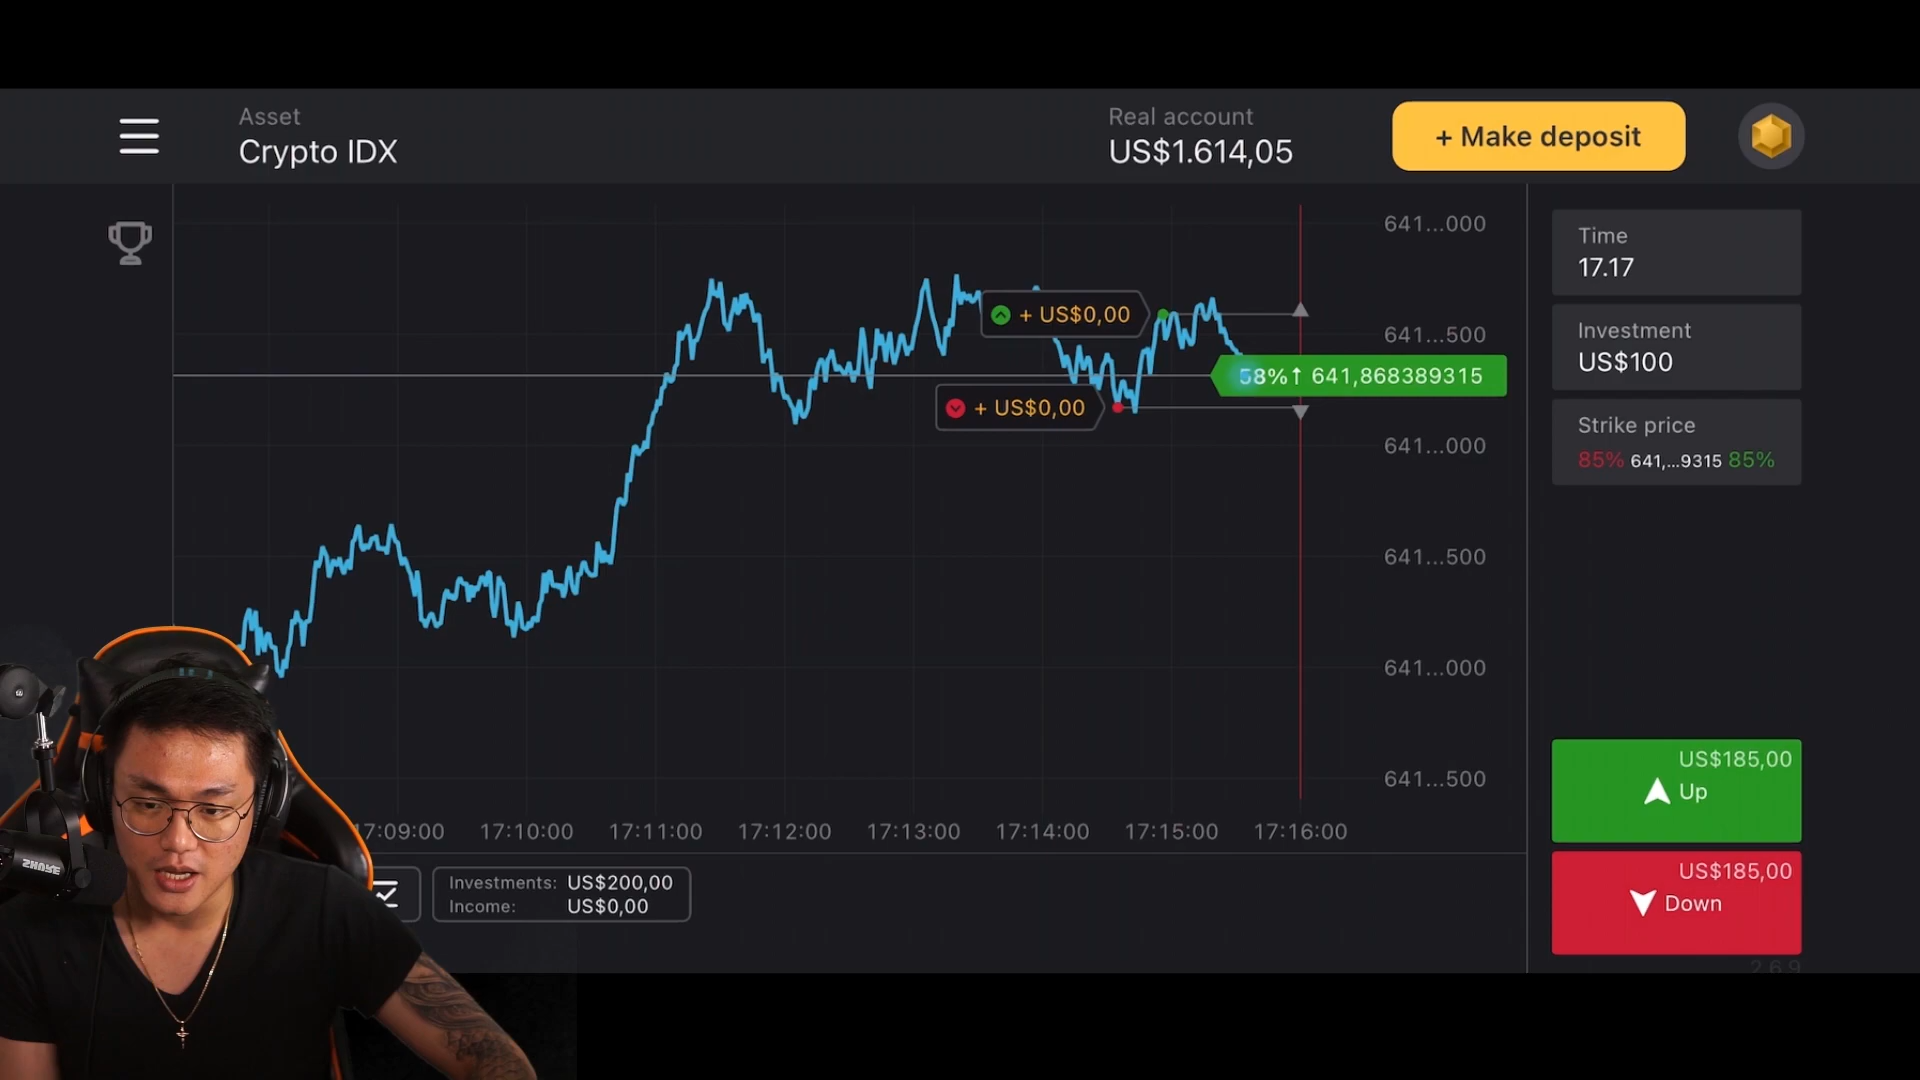 Asset
Crypto IDX
Real account
US$1.614,05
+ Make deposit
641...000
641...500
641...000
641...500
641...000
641...500
+ US$0,00
58%↑ 641,868389315
+ US$0,00
Time
17.17
Investment
US$100
Strike price
85% 641,...9315 85%
US$185,00
Up
US$185,00
Down
2.6.9
17:09:00 17:10:00 17:11:00 17:12:00 17:13:00 17:14:00 17:15:00 17:16:00
Investments: US$200,00
Income: US$0,00